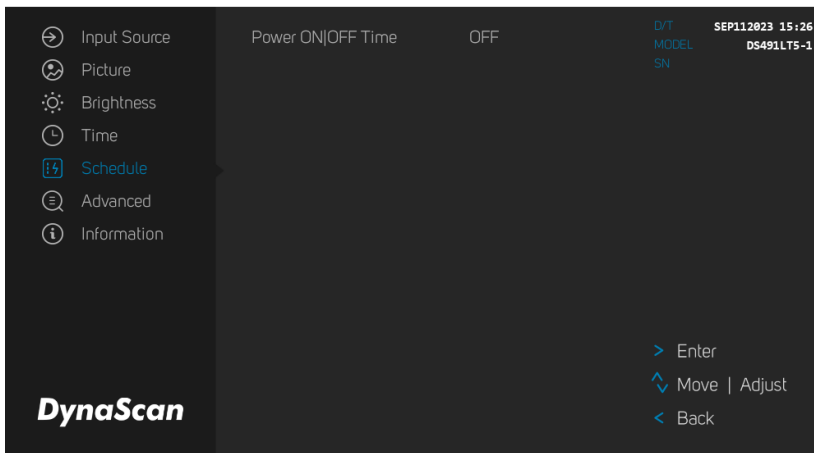 Input Source
Picture
Brightness
Time
Schedule
Advanced
Information
DynaScan
Power ON|OFF Time OFF
D/T SEP112023 15:26
MODEL DS491LT5-1
SN
> Enter
Move | Adjust
< Back